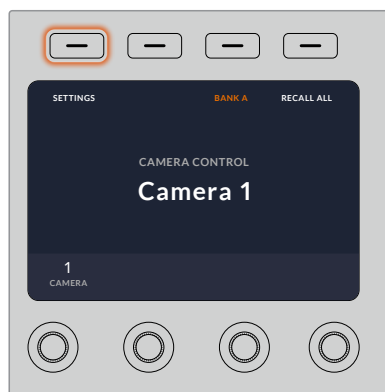 SETTINGS BANK A RECALL ALL
CAMERA CONTROL
Camera 1
1
CAMERA